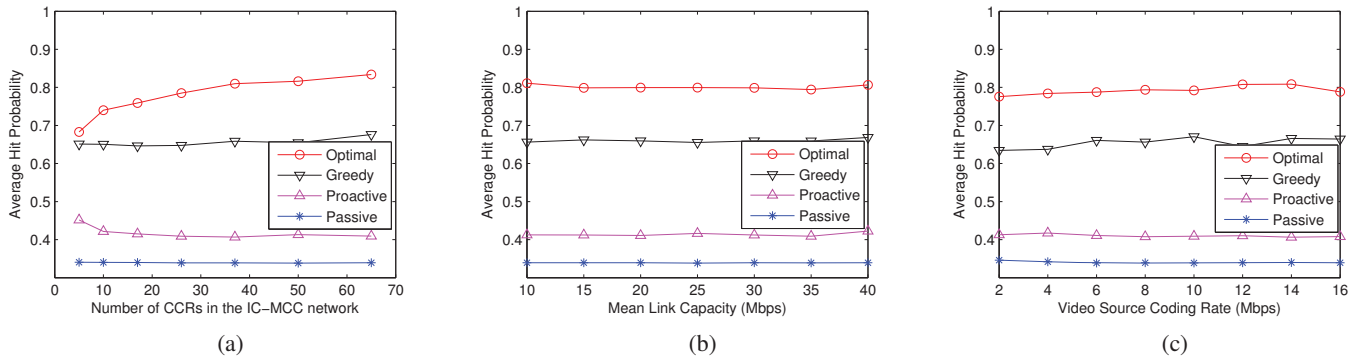 1
0.9
0.8
0.7
0.6
0.5
0.4
Average Hit Probability
0 10 20 30 40 50 60 70
Number of CCRs in the IC−MCC network
Optimal
Greedy
Proactive
Passive
(a)
1
0.9
0.8
0.7
0.6
0.5
0.4
Average Hit Probability
10 15 20 25 30 35 40
Mean Link Capacity (Mbps)
Optimal
Greedy
Proactive
Passive
(b)
1
0.9
0.8
0.7
0.6
0.5
0.4
Average Hit Probability
2 4 6 8 10 12 14 16
Video Source Coding Rate (Mbps)
Optimal
Greedy
Proactive
Passive
(c)